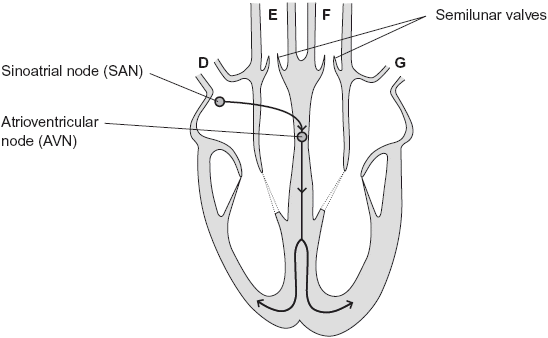 E
F
Semilunar valves
D
G
Sinoatrial node (SAN)
Atrioventricular
node (AVN)